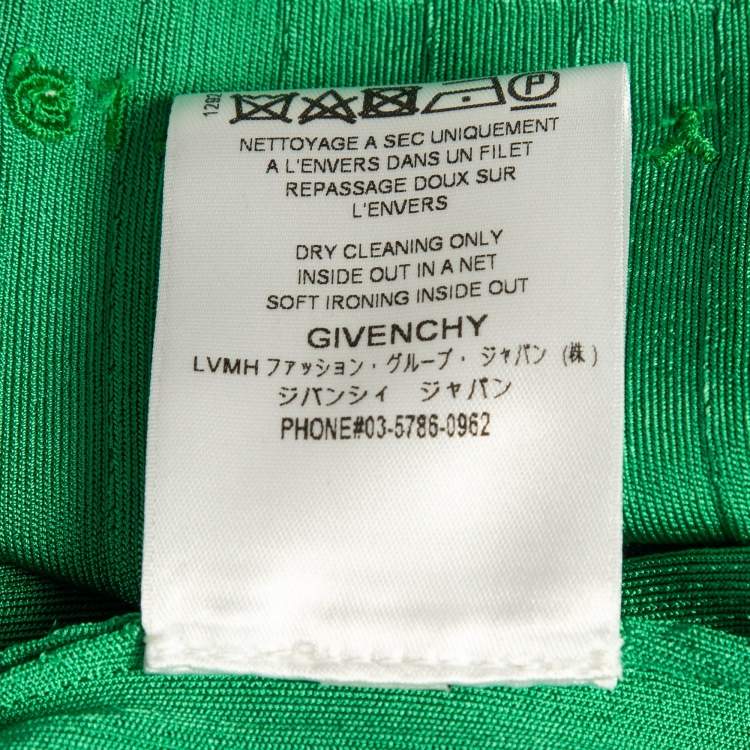 NETTOYAGE A SEC UNIQUEMENT
A L'ENVERS DANS UN FILET
REPASSAGE DOUX SUR
L'ENVERS
DRY CLEANING ONLY
INSIDE OUT IN A NET
SOFT IRONING INSIDE OUT
GIVENCHY
LVMH ファッション・グループ・ ジャパン (株)
ジバンシィ ジャパン
PHONE#03-5786-0962